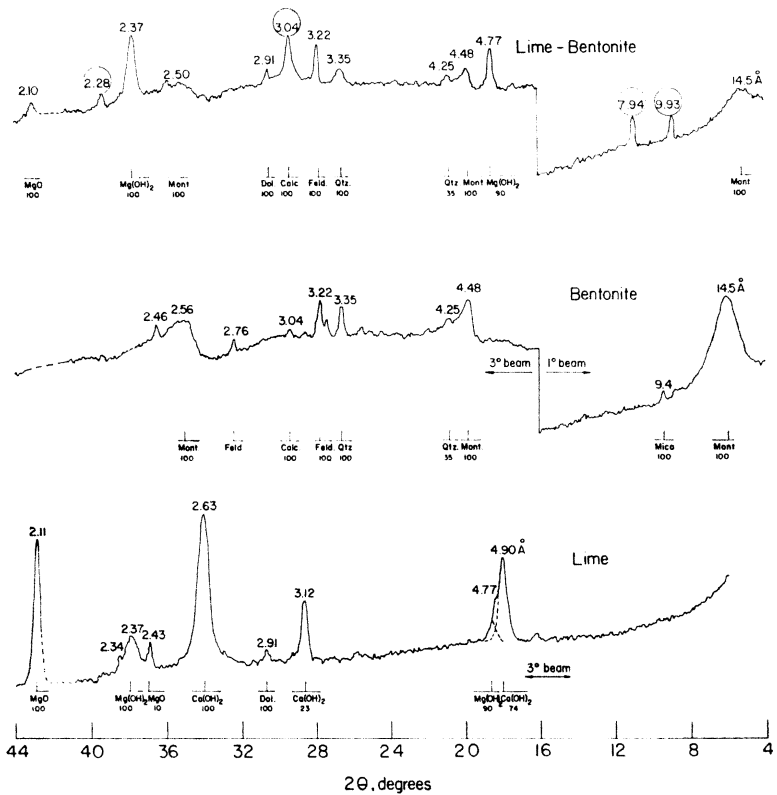 2.37
3.04
3.22
4.77
Lime - Bentonite
2.10
2.28
2.50
2.91
3.35
4.25
4.48
7.94
9.93
14.5 Å
MgO
100
Mg(OH)2
100
Mont
100
Dol
100
Calc
100
Feld.
100
Qtz.
100
Qtz
35
Mont
100
Mg(OH)2
90
Mont
100
Bentonite
2.46
2.56
2.76
3.04
3.22
3.35
4.25
4.48
14.5 Å
3° beam
1° beam
9.4
Mont
100
Feld
Calc
100
Feld
100
Qtz
100
Qtz.
35
Mont.
100
Mica
100
Mont
100
Lime
2.11
2.34
2.37
2.43
2.63
2.91
3.12
4.77
4.90 Å
3° beam
MgO
100
Mg(OH)2
100
MgO
10
Ca(OH)2
100
Dol.
100
Ca(OH)2
23
Mg(OH)2
90
Ca(OH)2
74
44 40 36 32 28 24 20 16 12 8 4
2θ, degrees